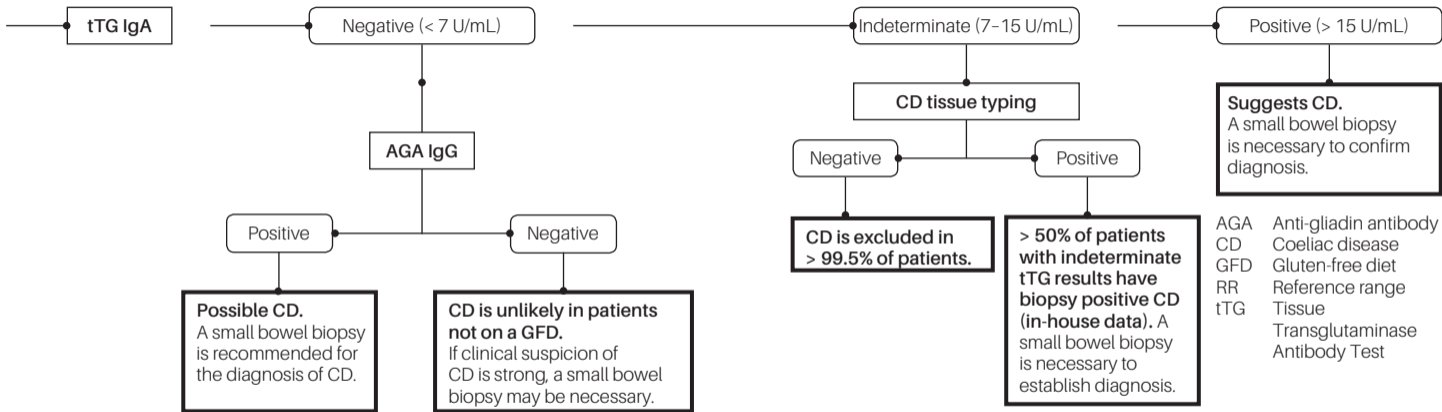 tTG IgA
Negative (< 7 U/mL)
Indeterminate (7–15 U/mL)
Positive (> 15 U/mL)
AGA IgG
CD tissue typing
Suggests CD.
A small bowel biopsy
is necessary to confirm
diagnosis.
Positive
Negative
Negative
Positive
Possible CD.
A small bowel biopsy
is recommended for
the diagnosis of CD.
CD is unlikely in patients
not on a GFD.
If clinical suspicion of
CD is strong, a small bowel
biopsy may be necessary.
CD is excluded in
> 99.5% of patients.
> 50% of patients
with indeterminate
tTG results have
biopsy positive CD
(in-house data). A
small bowel biopsy
is necessary to
establish diagnosis.
AGA Anti-gliadin antibody
CD Coeliac disease
GFD Gluten-free diet
RR Reference range
tTG Tissue
Transglutaminase
Antibody Test